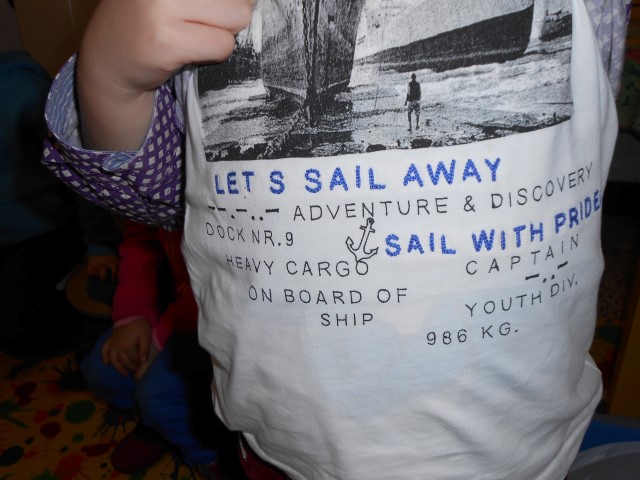 LET S SAIL AWAY
—.—..— ADVENTURE & DISCOVERY
DOCK NR.9
SAIL WITH PRIDE
HEAVY CARGO
CAPTAIN
—..—
ON BOARD OF
YOUTH DIV.
SHIP
986 KG.